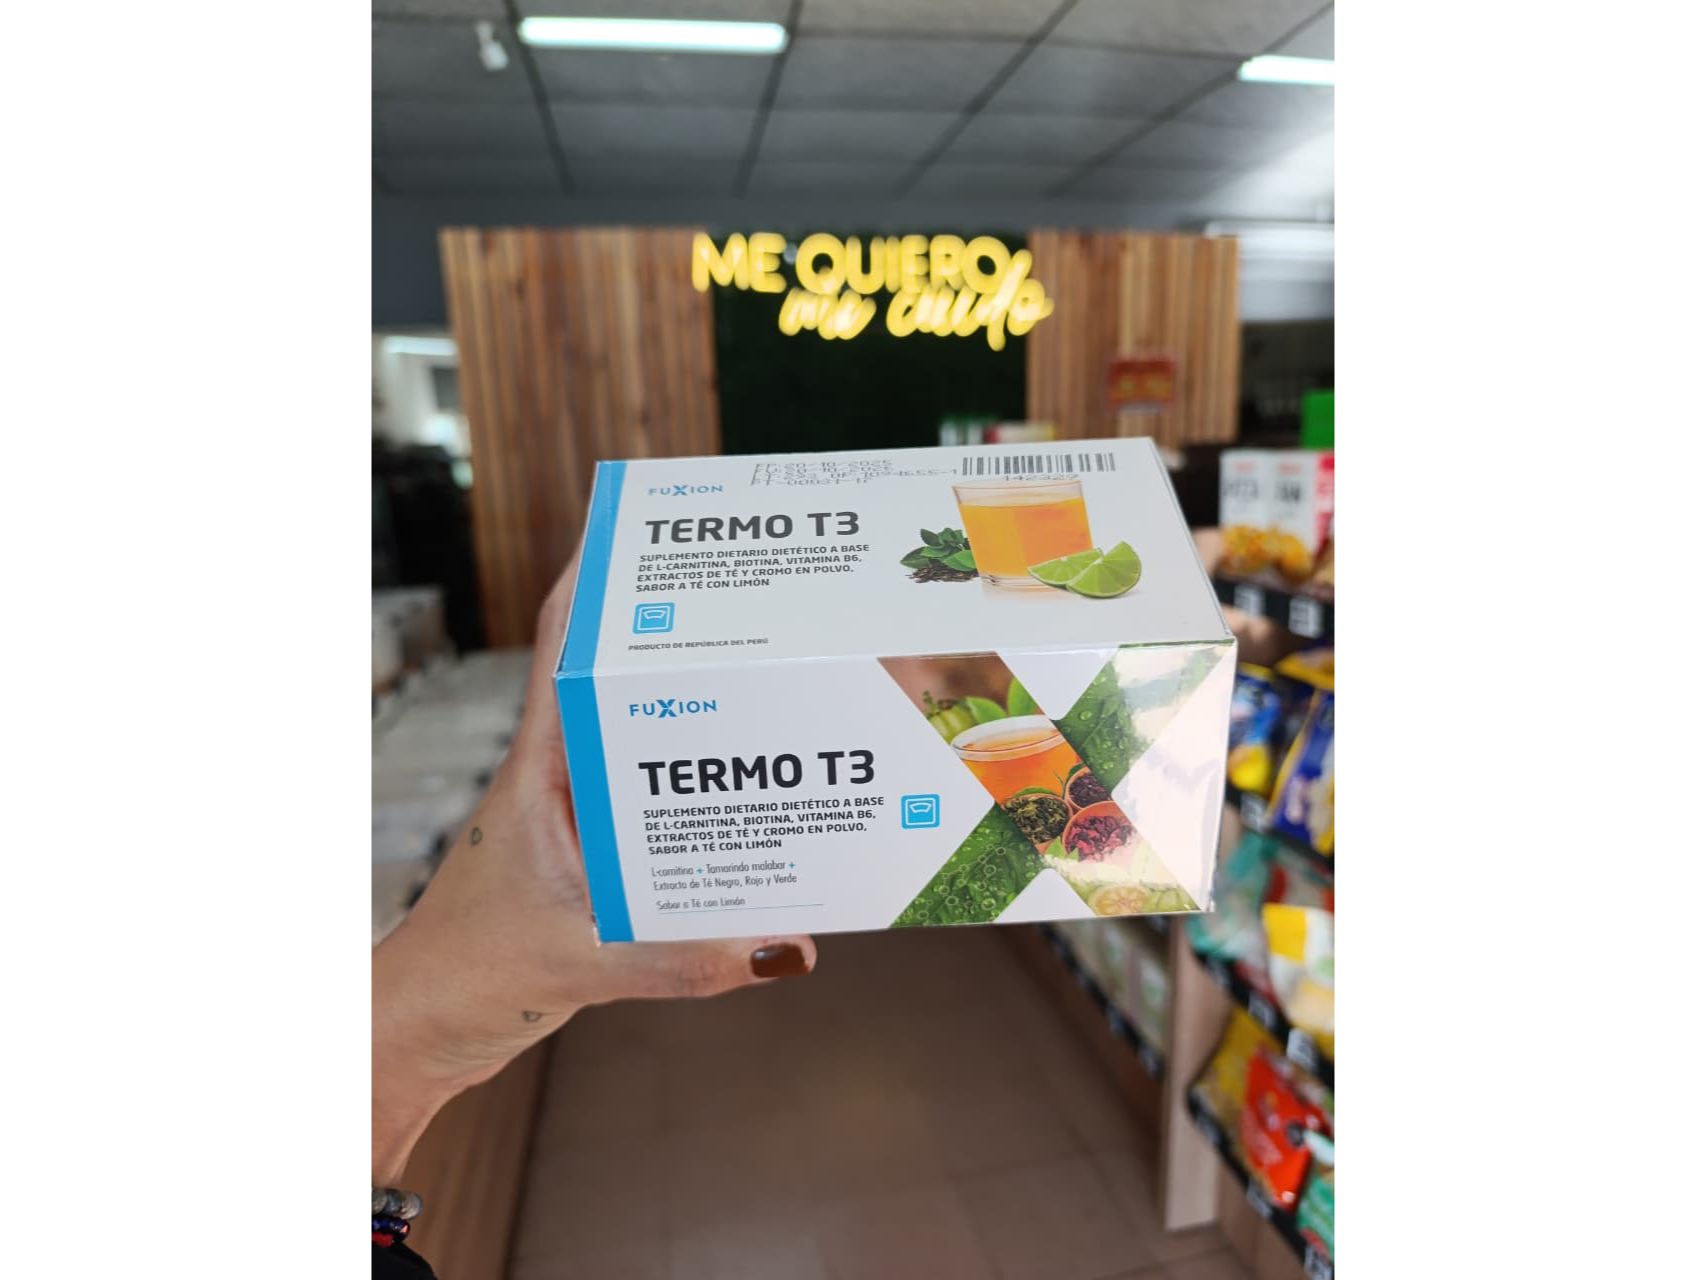 ME QUIERO
me cuido
FUXION
TERMO T3
SUPLEMENTO DIETARIO DIETÉTICO A BASE
DE L-CARNITINA, BIOTINA, VITAMINA B6,
EXTRACTOS DE TÉ Y CROMO EN POLVO,
SABOR A TÉ CON LIMÓN
PRODUCTO DE REPÚBLICA DEL PERÚ
FUXION
TERMO T3
SUPLEMENTO DIETARIO DIETÉTICO A BASE
DE L-CARNITINA, BIOTINA, VITAMINA B6,
EXTRACTOS DE TÉ Y CROMO EN POLVO,
SABOR A TÉ CON LIMÓN
L-carnitina + Tamarindo malabar +
Extracto de Té Negro, Rojo y Verde
Sabor a Té con Limón